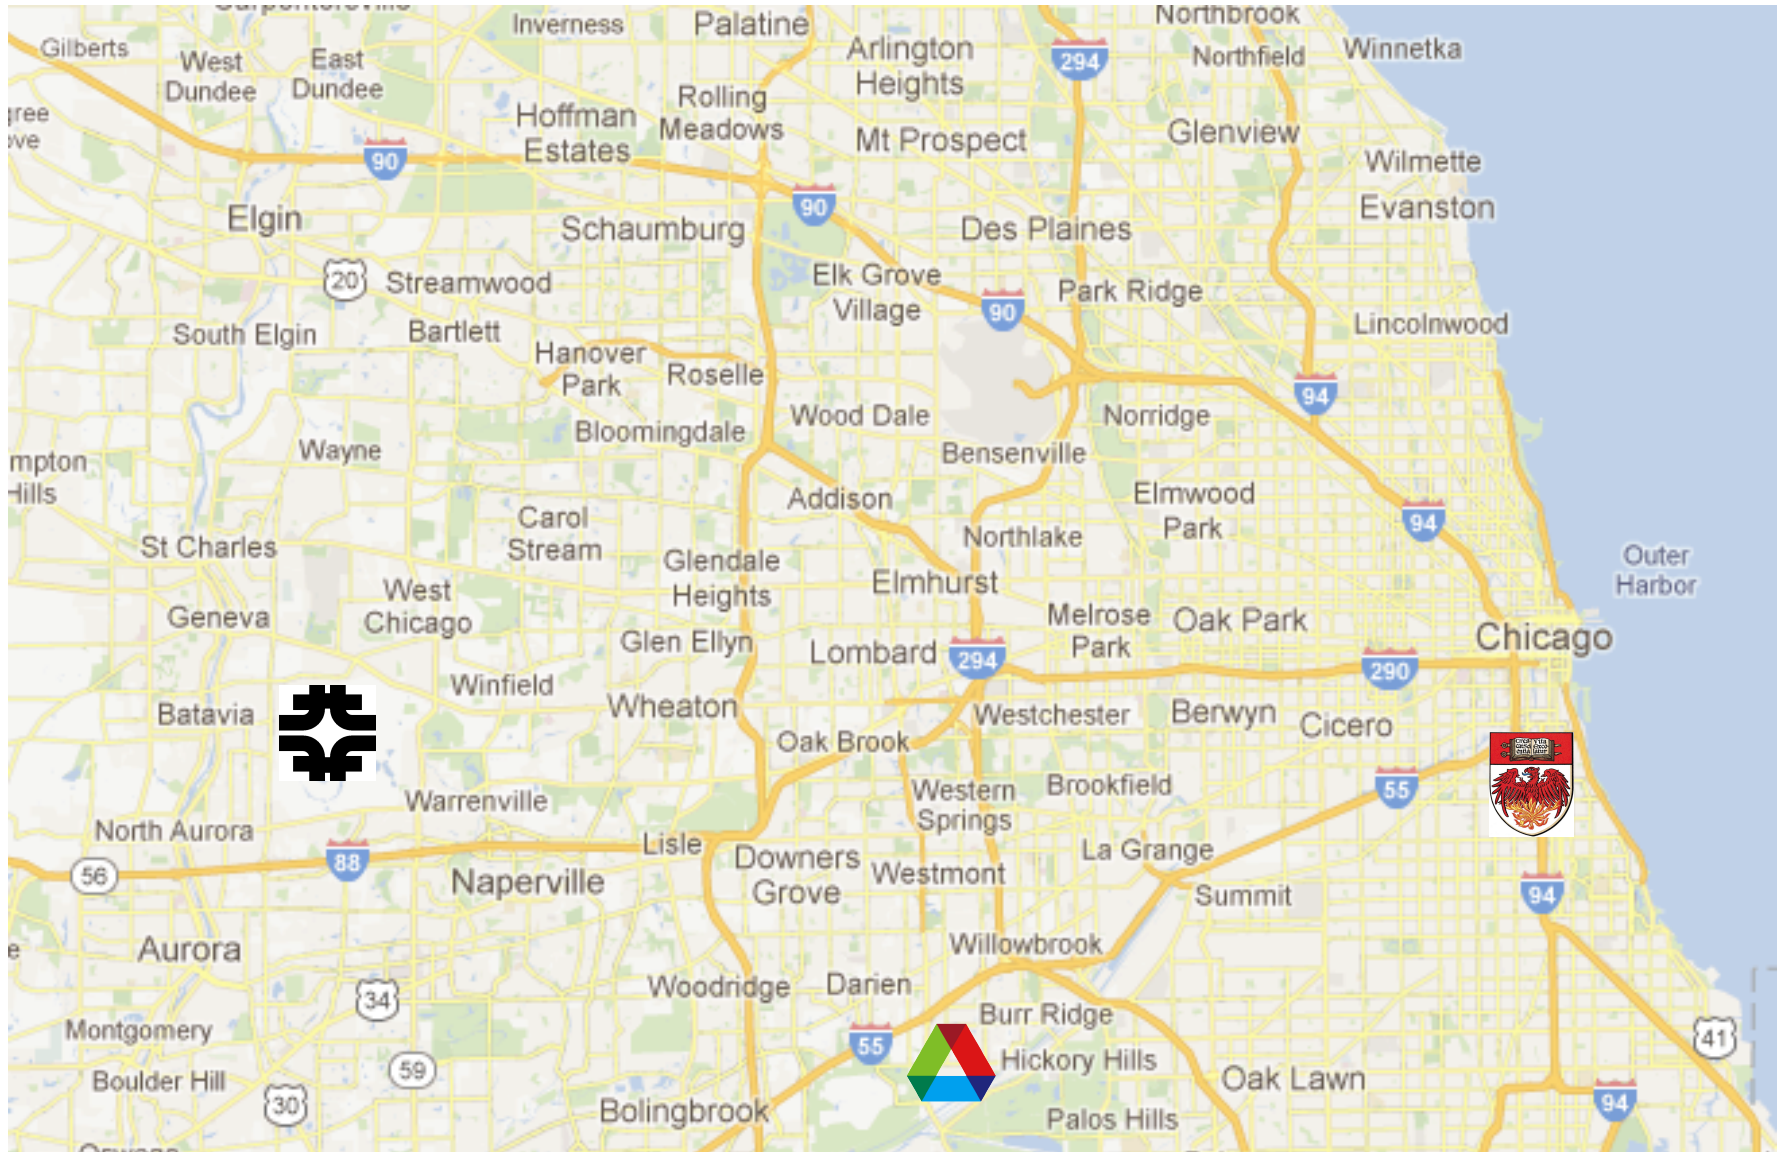 Carpentersville
Inverness
Palatine
Northbrook
Gilberts
West
Dundee
East
Dundee
Arlington
Heights
294
Northfield
Winnetka
Rolling
Meadows
Hoffman
Estates
Mt Prospect
Glenview
90
Wilmette
Elgin
Schaumburg
90
Des Plaines
Evanston
20
Streamwood
Elk Grove
Village
90
Park Ridge
South Elgin
Bartlett
Lincolnwood
Hanover
Park
Roselle
94
Wood Dale
Norridge
Bloomingdale
Wayne
Bensenville
mpton
Hills
Addison
Elmwood
Park
94
St Charles
Carol
Stream
Northlake
Glendale
Heights
Elmhurst
Outer
Harbor
Geneva
West
Chicago
Melrose
Park
Oak Park
Chicago
Glen Ellyn
Lombard
294
290
Winfield
Batavia
Wheaton
Westchester
Berwyn
Cicero
Oak Brook
Warrenville
Western
Springs
Brookfield
55
North Aurora
Lisle
La Grange
56
88
Naperville
Downers
Grove
Westmont
Summit
94
Aurora
Willowbrook
34
Woodridge
Darien
Montgomery
Burr Ridge
55
41
59
Hickory Hills
Boulder Hill
Oak Lawn
30
Bolingbrook
Palos Hills
94